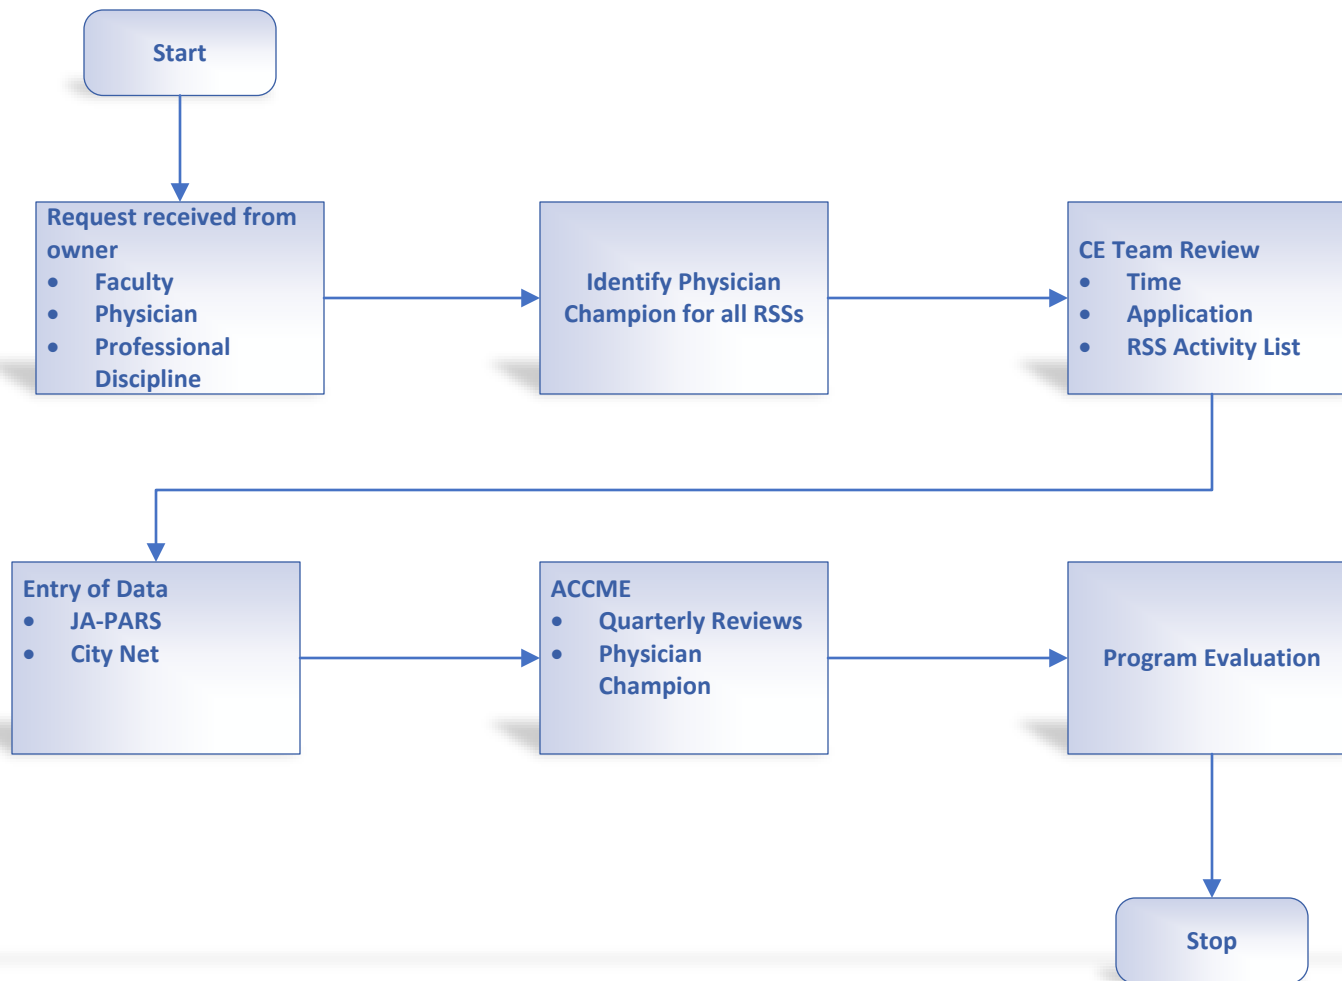 Start
Request received from
owner
• Faculty
• Physician
• Professional
Discipline
Identify Physician
Champion for all RSSs
CE Team Review
• Time
• Application
• RSS Activity List
Entry of Data
• JA-PARS
• City Net
ACCME
• Quarterly Reviews
• Physician
Champion
Program Evaluation
Stop